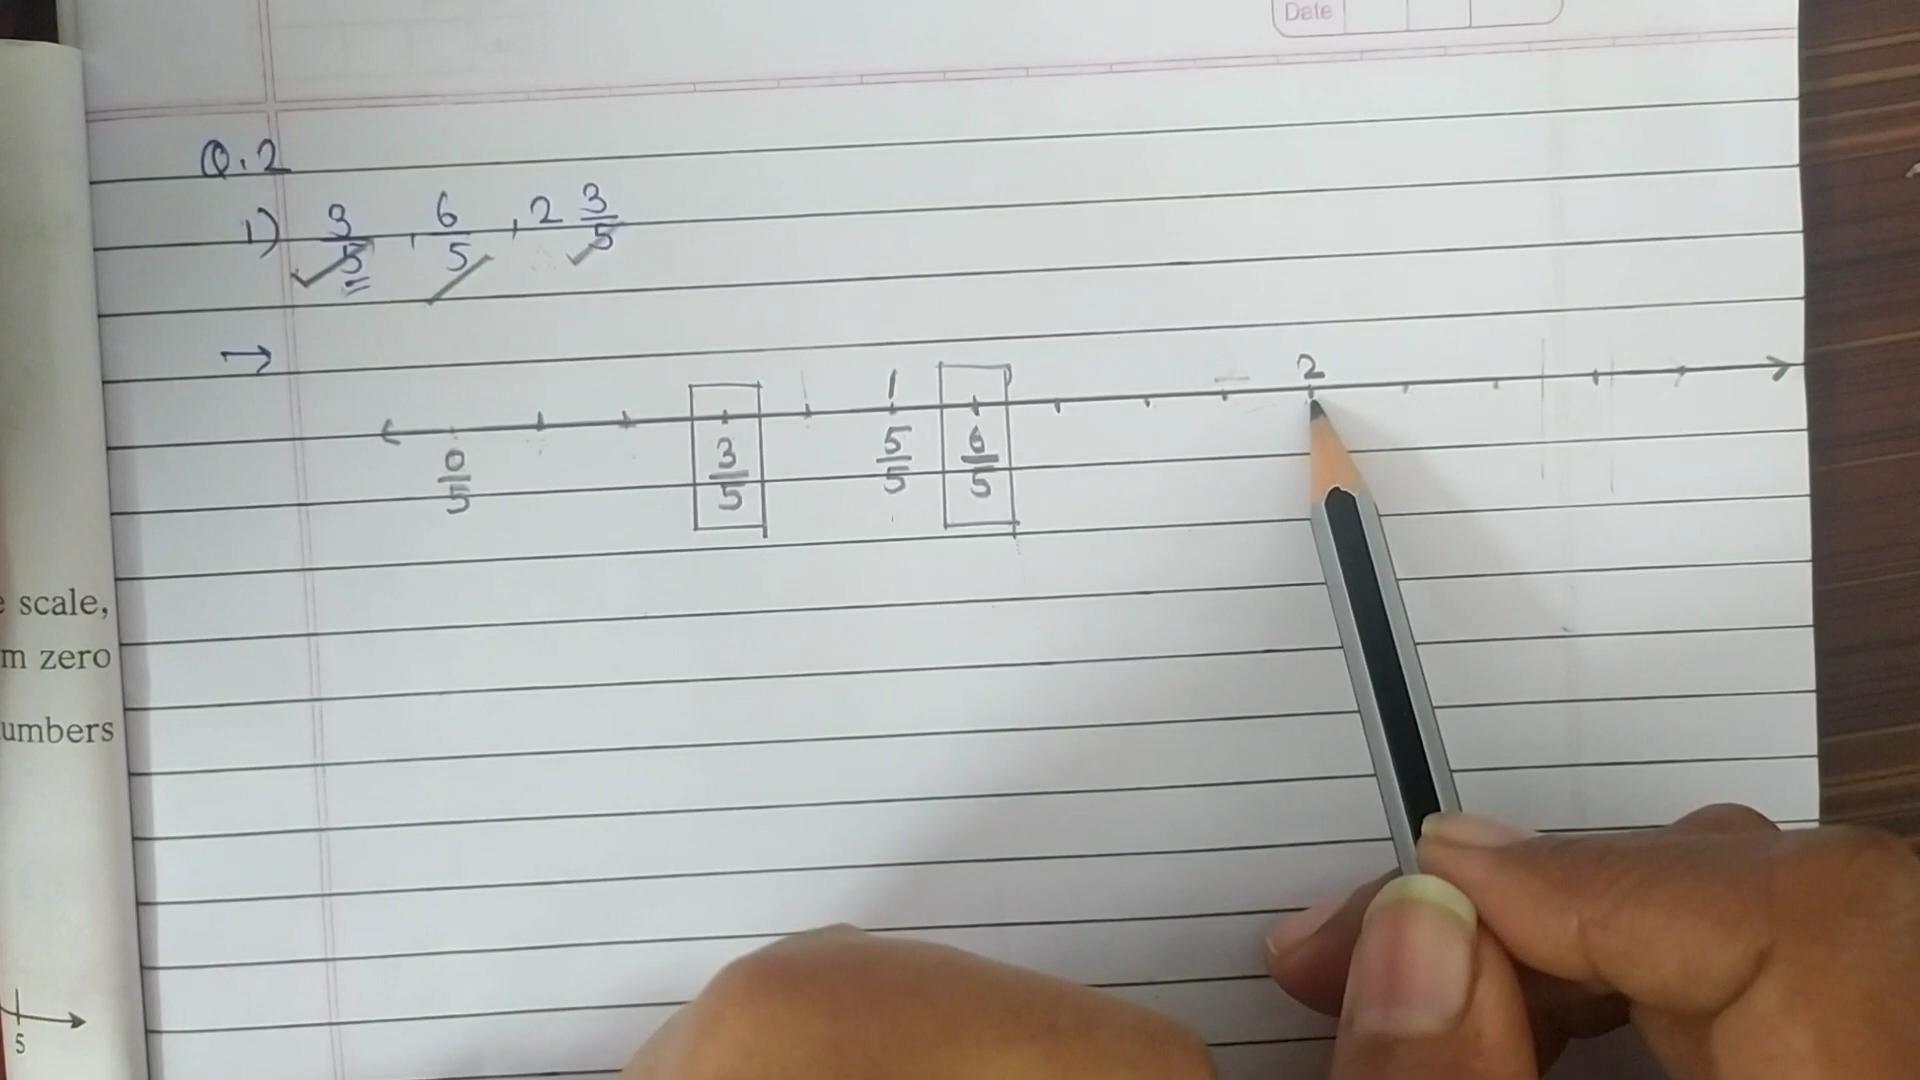 Date
Q.2
1) 3/5, 6/5, 2 3/5
→
1 2
0/5 3/5 5/5 6/5
scale,
m zero
umbers
5